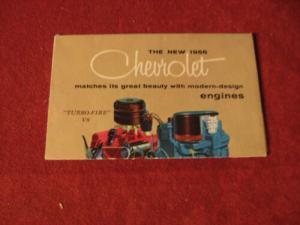 THE NEW 1956
Chevrolet
matches its great beauty with modern-design
engines
"TURBO-FIRE"
V8